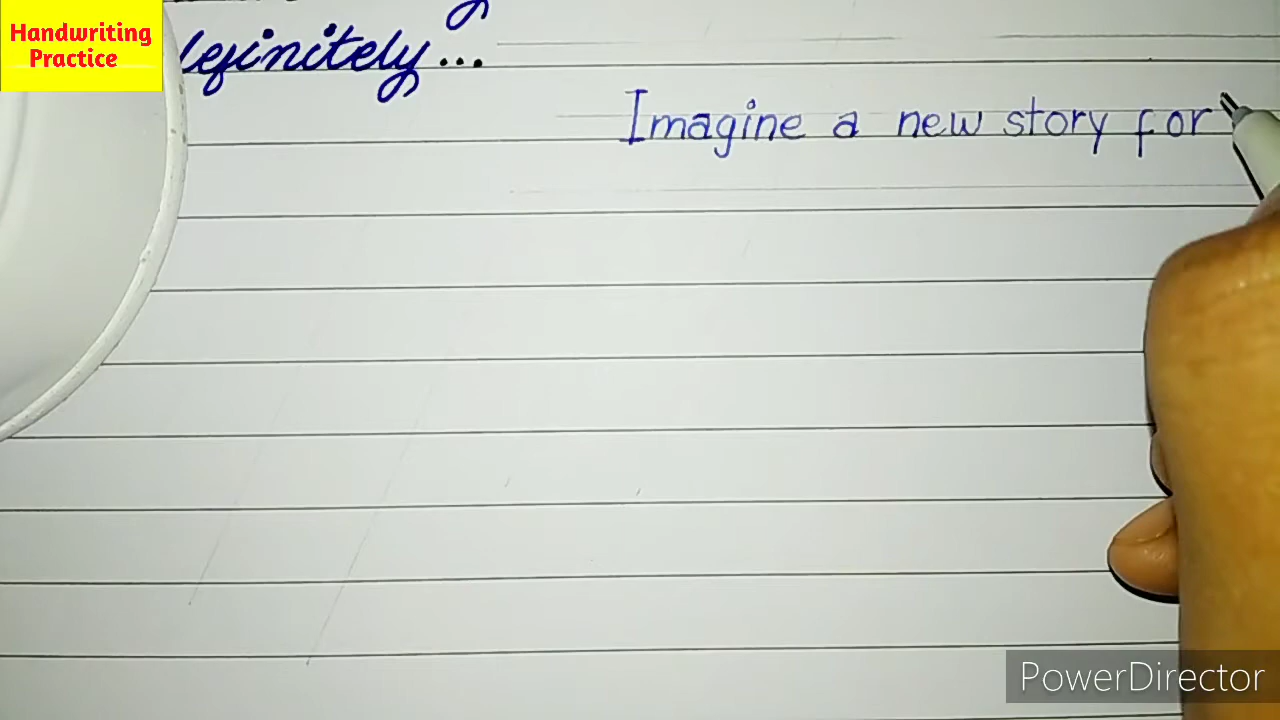 Handwriting
Practice
definitely...
Imagine a new story for
PowerDirector